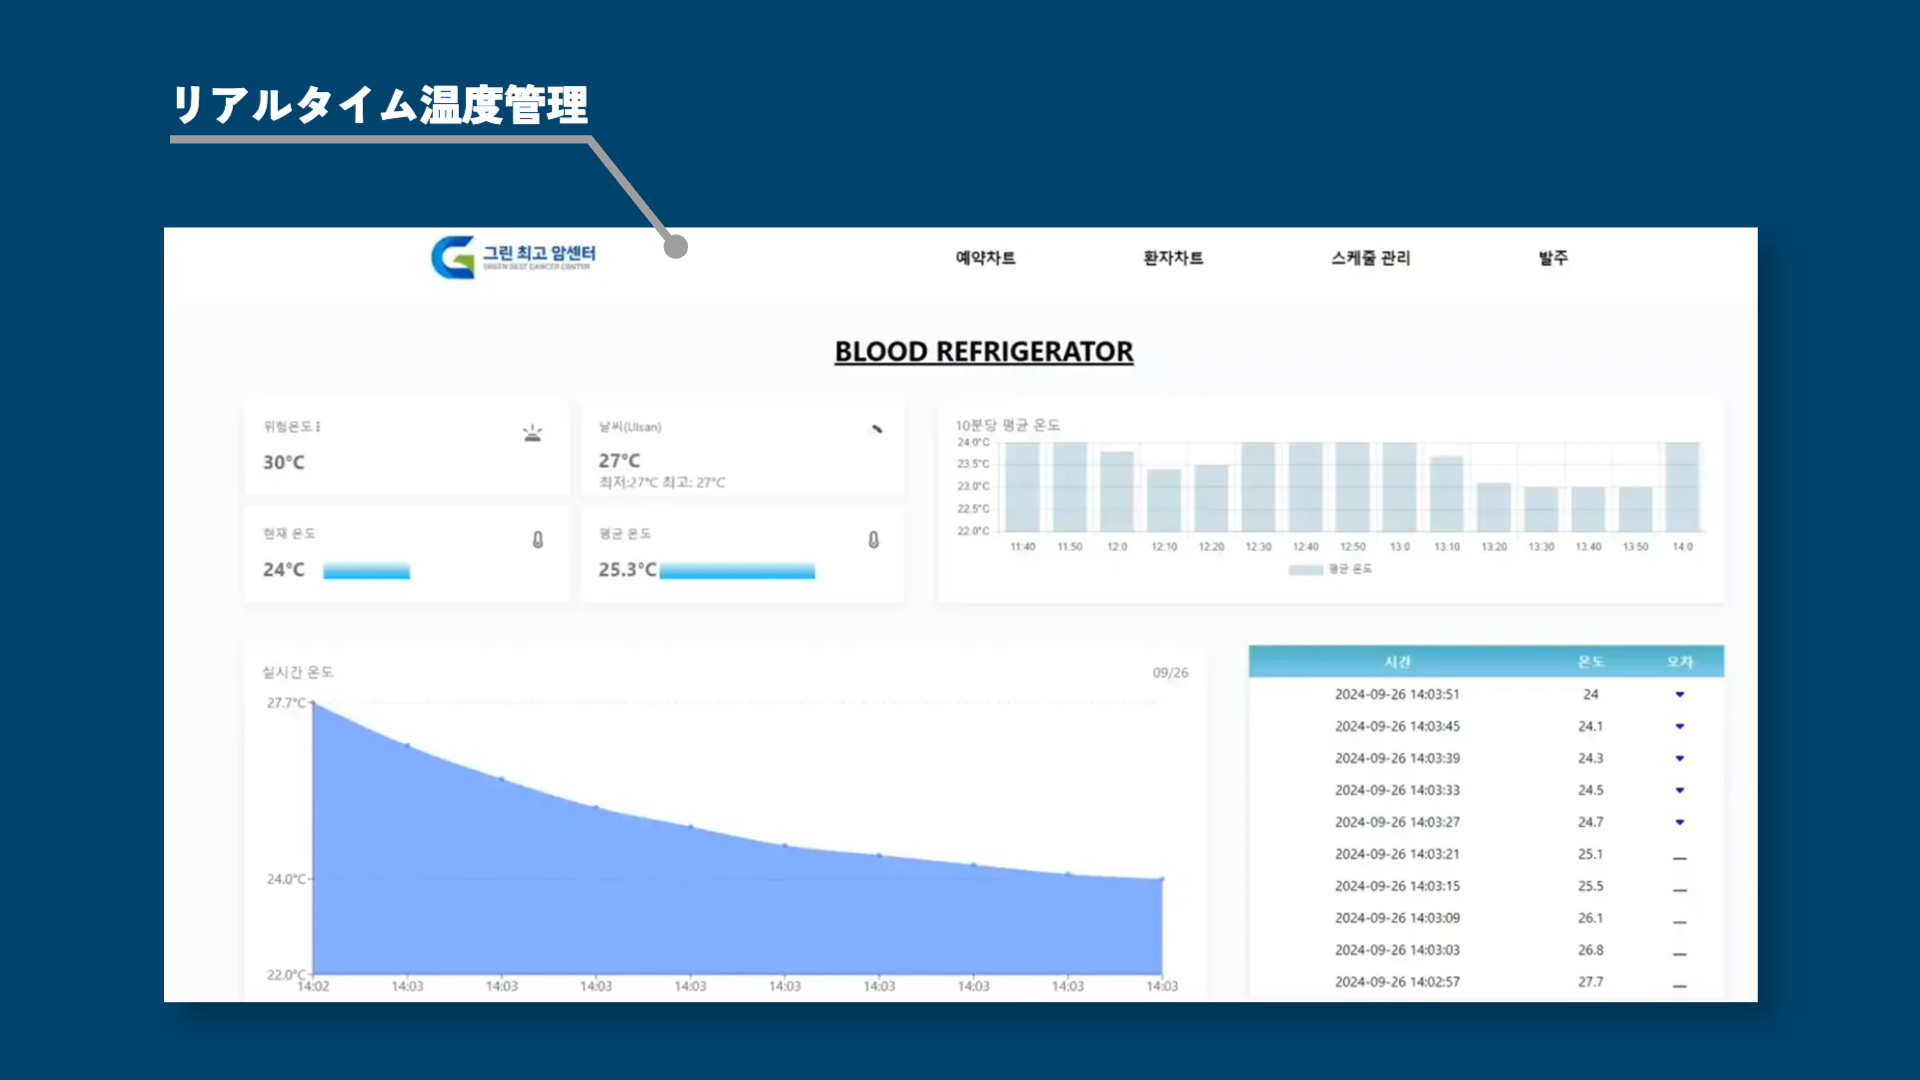 リアルタイム温度管理
그린 최고 암센터
GREEN BEST CANCER CENTER
예약차트 환자차트 스케줄 관리 발주
BLOOD REFRIGERATOR
위험온도
30°C
날씨(Ulsan)
27°C
최저:27°C 최고: 27°C
현재 온도
24°C
평균 온도
25.3°C
10분당 평균 온도
24.0°C
23.5°C
23.0°C
22.5°C
22.0°C
11:40 11:50 12:0 12:10 12:20 12:30 12:40 12:50 13:0 13:10 13:20 13:30 13:40 13:50 14:0
평균 온도
실시간 온도 09/26
27.7°C
24.0°C
22.0°C
14:02 14:03 14:03 14:03 14:03 14:03 14:03 14:03 14:03 14:03
시간 온도 오차
2024-09-26 14:03:51 24
2024-09-26 14:03:45 24.1
2024-09-26 14:03:39 24.3
2024-09-26 14:03:33 24.5
2024-09-26 14:03:27 24.7
2024-09-26 14:03:21 25.1
2024-09-26 14:03:15 25.5
2024-09-26 14:03:09 26.1
2024-09-26 14:03:03 26.8
2024-09-26 14:02:57 27.7